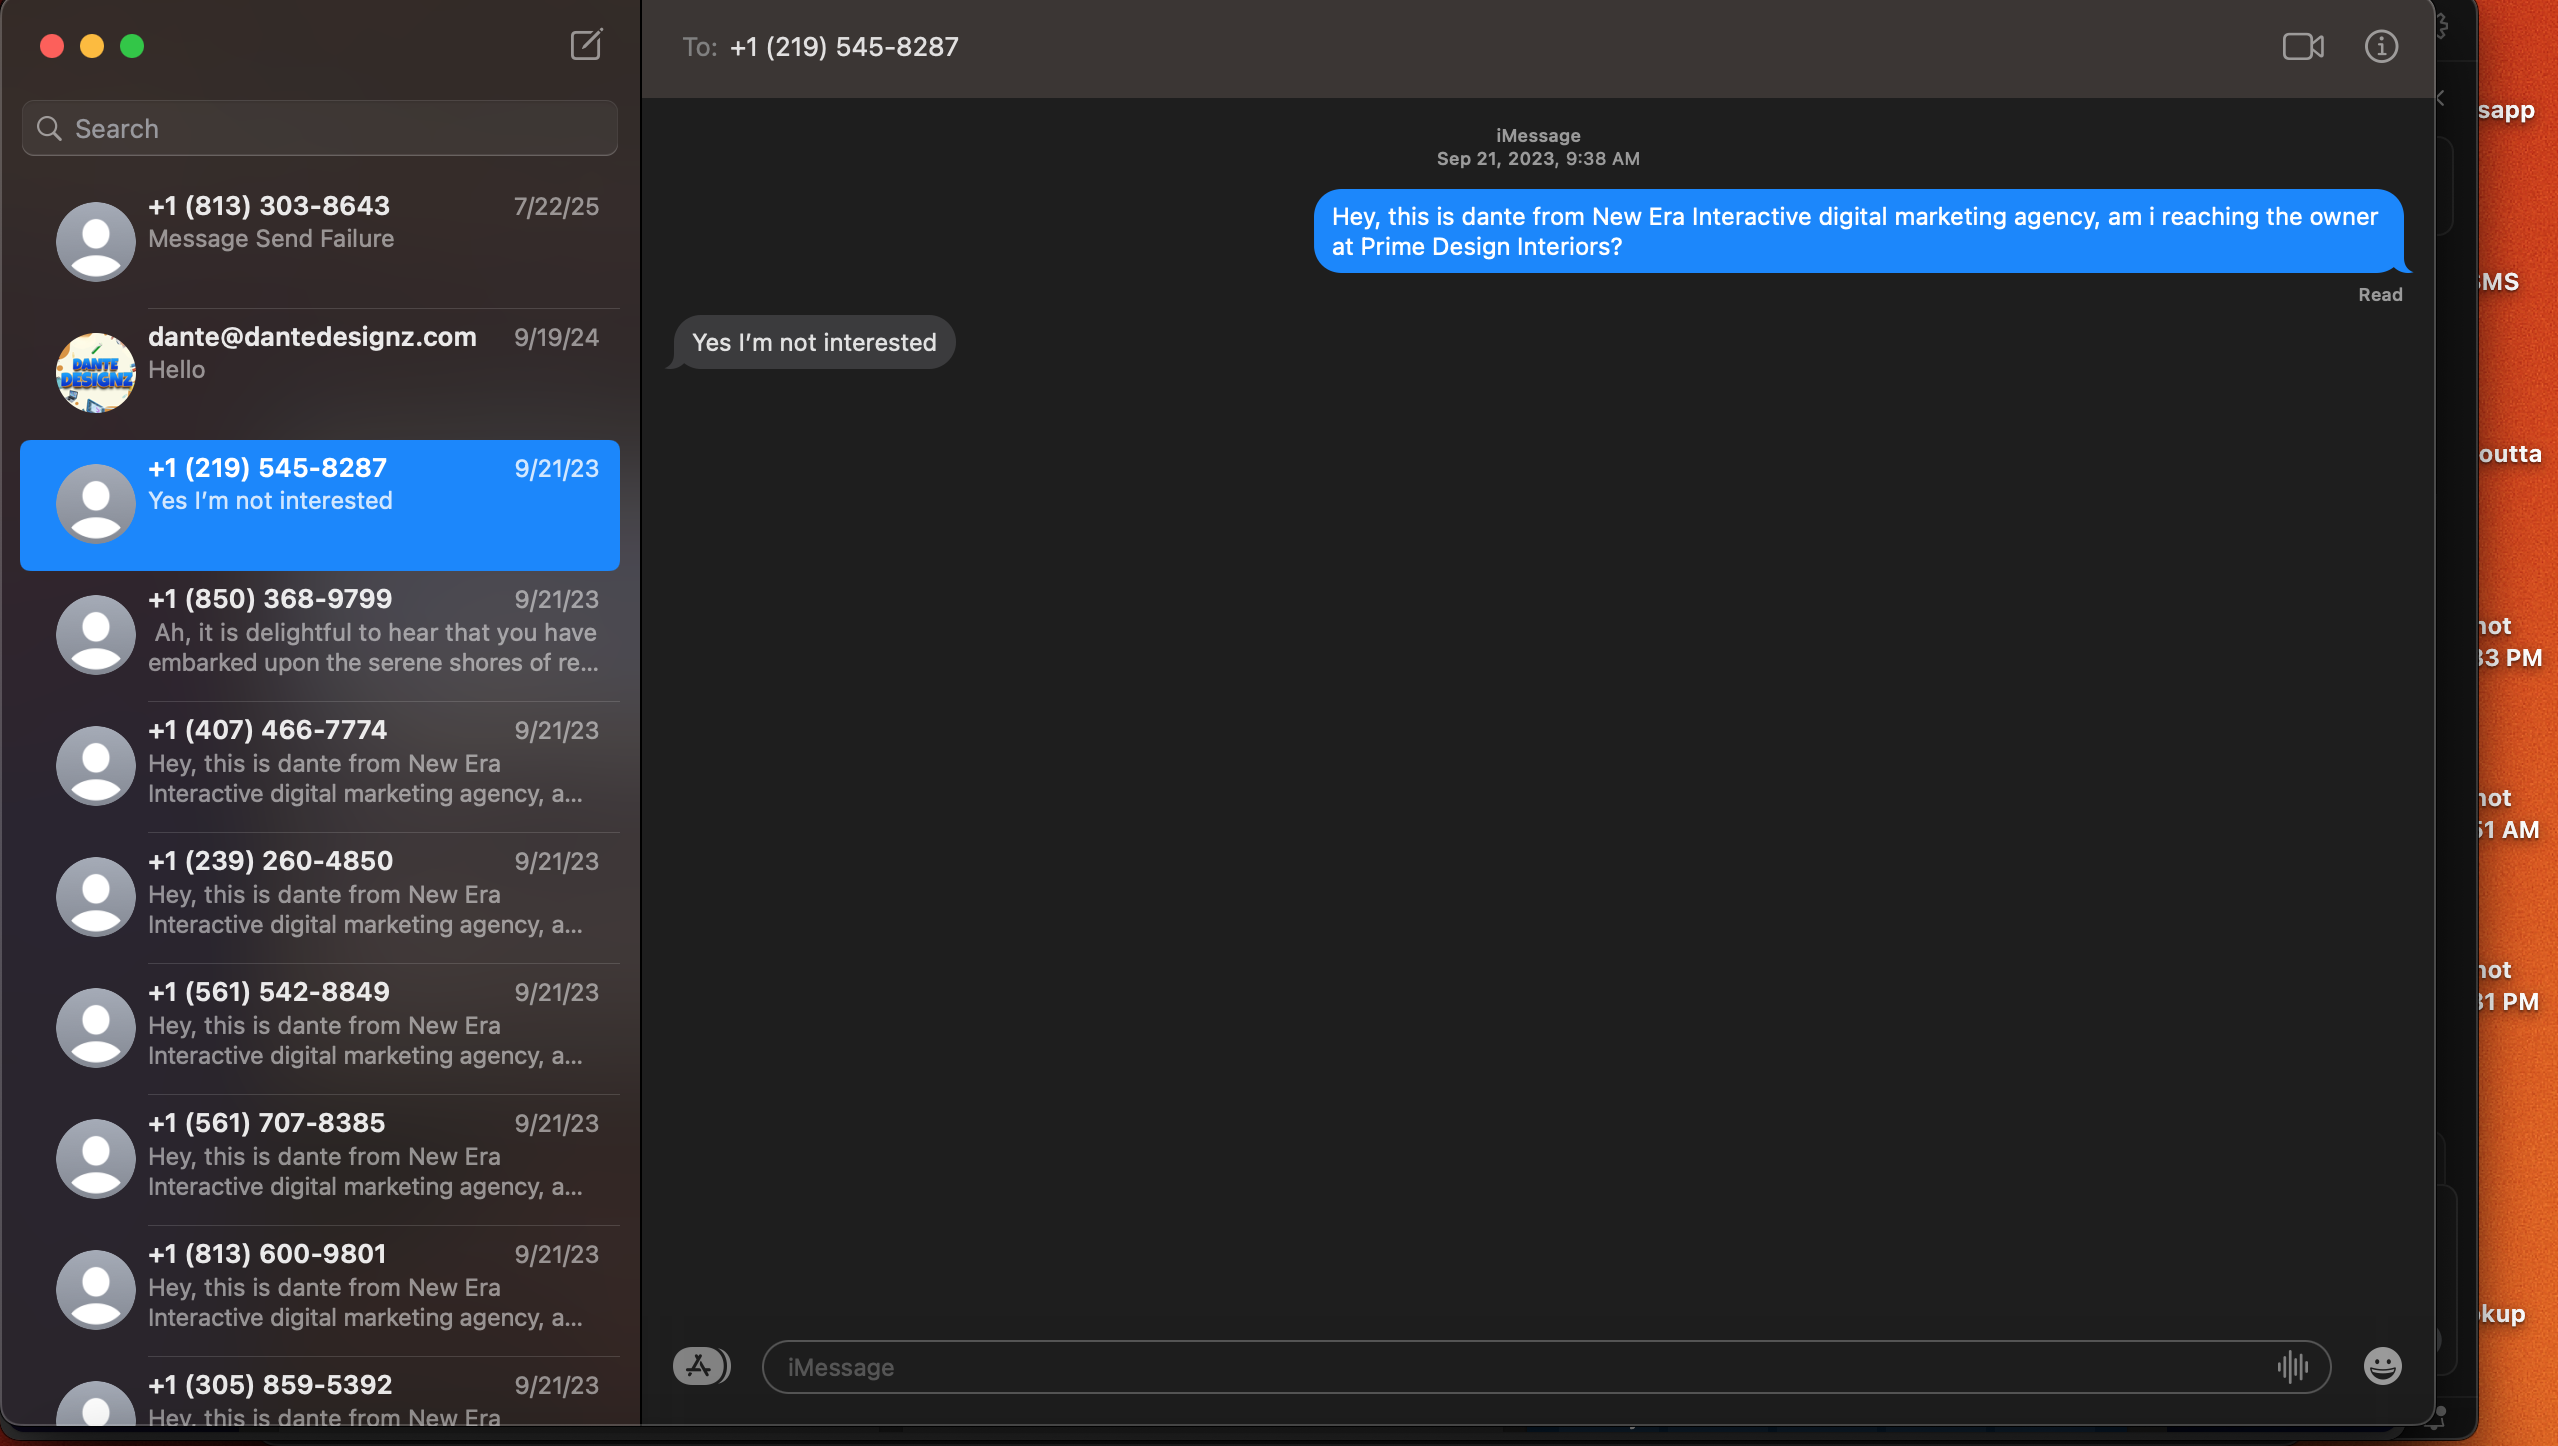 Search
+1 (813) 303-8643 7/22/25
Message Send Failure
dante@dantedesignz.com 9/19/24
Hello
DANTE
DESIGNZ
+1 (219) 545-8287 9/21/23
Yes I’m not interested
+1 (850) 368-9799 9/21/23
Ah, it is delightful to hear that you have
embarked upon the serene shores of re...
+1 (407) 466-7774 9/21/23
Hey, this is dante from New Era
Interactive digital marketing agency, a...
+1 (239) 260-4850 9/21/23
Hey, this is dante from New Era
Interactive digital marketing agency, a...
+1 (561) 542-8849 9/21/23
Hey, this is dante from New Era
Interactive digital marketing agency, a...
+1 (561) 707-8385 9/21/23
Hey, this is dante from New Era
Interactive digital marketing agency, a...
+1 (813) 600-9801 9/21/23
Hey, this is dante from New Era
Interactive digital marketing agency, a...
+1 (305) 859-5392 9/21/23
Hey, this is dante from New Era
To: +1 (219) 545-8287
iMessage
Sep 21, 2023, 9:38 AM
Hey, this is dante from New Era Interactive digital marketing agency, am i reaching the owner
at Prime Design Interiors?
Read
Yes I’m not interested
iMessage
sapp
SMS
outta
not
33 PM
not
51 AM
not
31 PM
kup